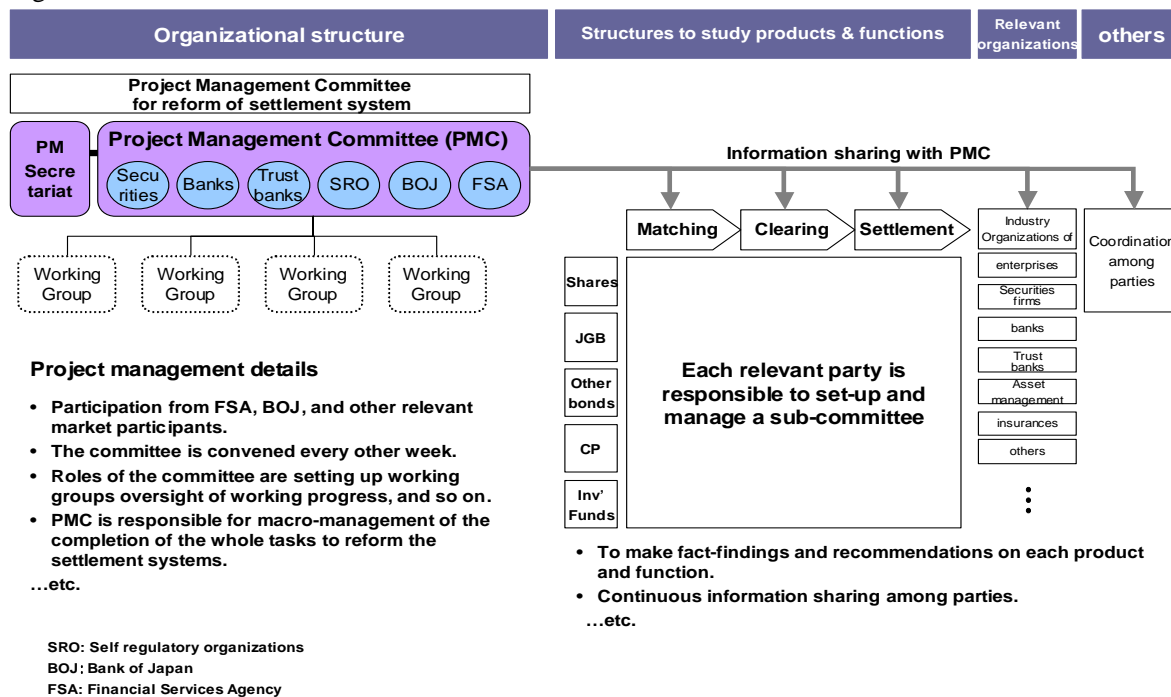 Organizational structure
Structures to study products & functions
Relevant
organizations
others
Project Management Committee
for reform of settlement system
PM
Secre
tariat
Project Management Committee (PMC)
Secu
rities
Banks
Trust
banks
SRO
BOJ
FSA
Working
Group
Working
Group
Working
Group
Working
Group
Project management details
• Participation from FSA, BOJ, and other relevant
market participants.
• The committee is convened every other week.
• Roles of the committee are setting up working
groups oversight of working progress, and so on.
• PMC is responsible for macro-management of the
completion of the whole tasks to reform the
settlement systems.
…etc.
SRO: Self regulatory organizations
BOJ: Bank of Japan
FSA: Financial Services Agency
Information sharing with PMC
Matching
Clearing
Settlement
Shares
JGB
Other
bonds
CP
Inv'
Funds
Each relevant party is
responsible to set-up and
manage a sub-committee
Industry
Organizations of
enterprises
Securities
firms
banks
Trust
banks
Asset
management
insurances
others
Coordination
among
parties
• To make fact-findings and recommendations on each product
and function.
• Continuous information sharing among parties.
…etc.